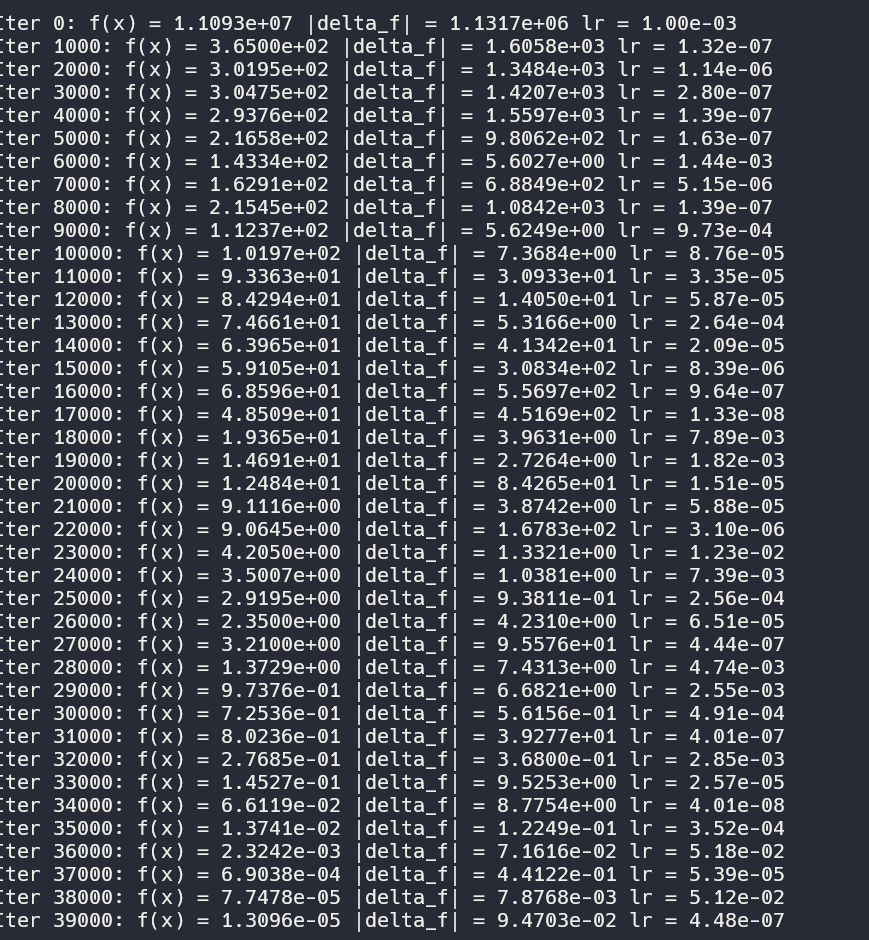 Iter 0: f(x) = 1.1093e+07 |delta_f| = 1.1317e+06 lr = 1.00e-03
Iter 1000: f(x) = 3.6500e+02 |delta_f| = 1.6058e+03 lr = 1.32e-07
Iter 2000: f(x) = 3.0195e+02 |delta_f| = 1.3484e+03 lr = 1.14e-06
Iter 3000: f(x) = 3.0475e+02 |delta_f| = 1.4207e+03 lr = 2.80e-07
Iter 4000: f(x) = 2.9376e+02 |delta_f| = 1.5597e+03 lr = 1.39e-07
Iter 5000: f(x) = 2.1658e+02 |delta_f| = 9.8062e+02 lr = 1.63e-07
Iter 6000: f(x) = 1.4334e+02 |delta_f| = 5.6027e+00 lr = 1.44e-03
Iter 7000: f(x) = 1.6291e+02 |delta_f| = 6.8849e+02 lr = 5.15e-06
Iter 8000: f(x) = 2.1545e+02 |delta_f| = 1.0842e+03 lr = 1.39e-07
Iter 9000: f(x) = 1.1237e+02 |delta_f| = 5.6249e+00 lr = 9.73e-04
Iter 10000: f(x) = 1.0197e+02 |delta_f| = 7.3684e+00 lr = 8.76e-05
Iter 11000: f(x) = 9.3363e+01 |delta_f| = 3.0933e+01 lr = 3.35e-05
Iter 12000: f(x) = 8.4294e+01 |delta_f| = 1.4050e+01 lr = 5.87e-05
Iter 13000: f(x) = 7.4661e+01 |delta_f| = 5.3166e+00 lr = 2.64e-04
Iter 14000: f(x) = 6.3965e+01 |delta_f| = 4.1342e+01 lr = 2.09e-05
Iter 15000: f(x) = 5.9105e+01 |delta_f| = 3.0834e+02 lr = 8.39e-06
Iter 16000: f(x) = 6.8596e+01 |delta_f| = 5.5697e+02 lr = 9.64e-07
Iter 17000: f(x) = 4.8509e+01 |delta_f| = 4.5169e+02 lr = 1.33e-08
Iter 18000: f(x) = 1.9365e+01 |delta_f| = 3.9631e+00 lr = 7.89e-03
Iter 19000: f(x) = 1.4691e+01 |delta_f| = 2.7264e+00 lr = 1.82e-03
Iter 20000: f(x) = 1.2484e+01 |delta_f| = 8.4265e+01 lr = 1.51e-05
Iter 21000: f(x) = 9.1116e+00 |delta_f| = 3.8742e+00 lr = 5.88e-05
Iter 22000: f(x) = 9.0645e+00 |delta_f| = 1.6783e+02 lr = 3.10e-06
Iter 23000: f(x) = 4.2050e+00 |delta_f| = 1.3321e+00 lr = 1.23e-02
Iter 24000: f(x) = 3.5007e+00 |delta_f| = 1.0381e+00 lr = 7.39e-03
Iter 25000: f(x) = 2.9195e+00 |delta_f| = 9.3811e-01 lr = 2.56e-04
Iter 26000: f(x) = 2.3500e+00 |delta_f| = 4.2310e+00 lr = 6.51e-05
Iter 27000: f(x) = 3.2100e+00 |delta_f| = 9.5576e+01 lr = 4.44e-07
Iter 28000: f(x) = 1.3729e+00 |delta_f| = 7.4313e+00 lr = 4.74e-03
Iter 29000: f(x) = 9.7376e-01 |delta_f| = 6.6821e+00 lr = 2.55e-03
Iter 30000: f(x) = 7.2536e-01 |delta_f| = 5.6156e-01 lr = 4.91e-04
Iter 31000: f(x) = 8.0236e-01 |delta_f| = 3.9277e+01 lr = 4.01e-07
Iter 32000: f(x) = 2.7685e-01 |delta_f| = 3.6800e-01 lr = 2.85e-03
Iter 33000: f(x) = 1.4527e-01 |delta_f| = 9.5253e+00 lr = 2.57e-05
Iter 34000: f(x) = 6.6119e-02 |delta_f| = 8.7754e+00 lr = 4.01e-08
Iter 35000: f(x) = 1.3741e-02 |delta_f| = 1.2249e-01 lr = 3.52e-04
Iter 36000: f(x) = 2.3242e-03 |delta_f| = 7.1616e-02 lr = 5.18e-02
Iter 37000: f(x) = 6.9038e-04 |delta_f| = 4.4122e-01 lr = 5.39e-05
Iter 38000: f(x) = 7.7478e-05 |delta_f| = 7.8768e-03 lr = 5.12e-02
Iter 39000: f(x) = 1.3096e-05 |delta_f| = 9.4703e-02 lr = 4.48e-07